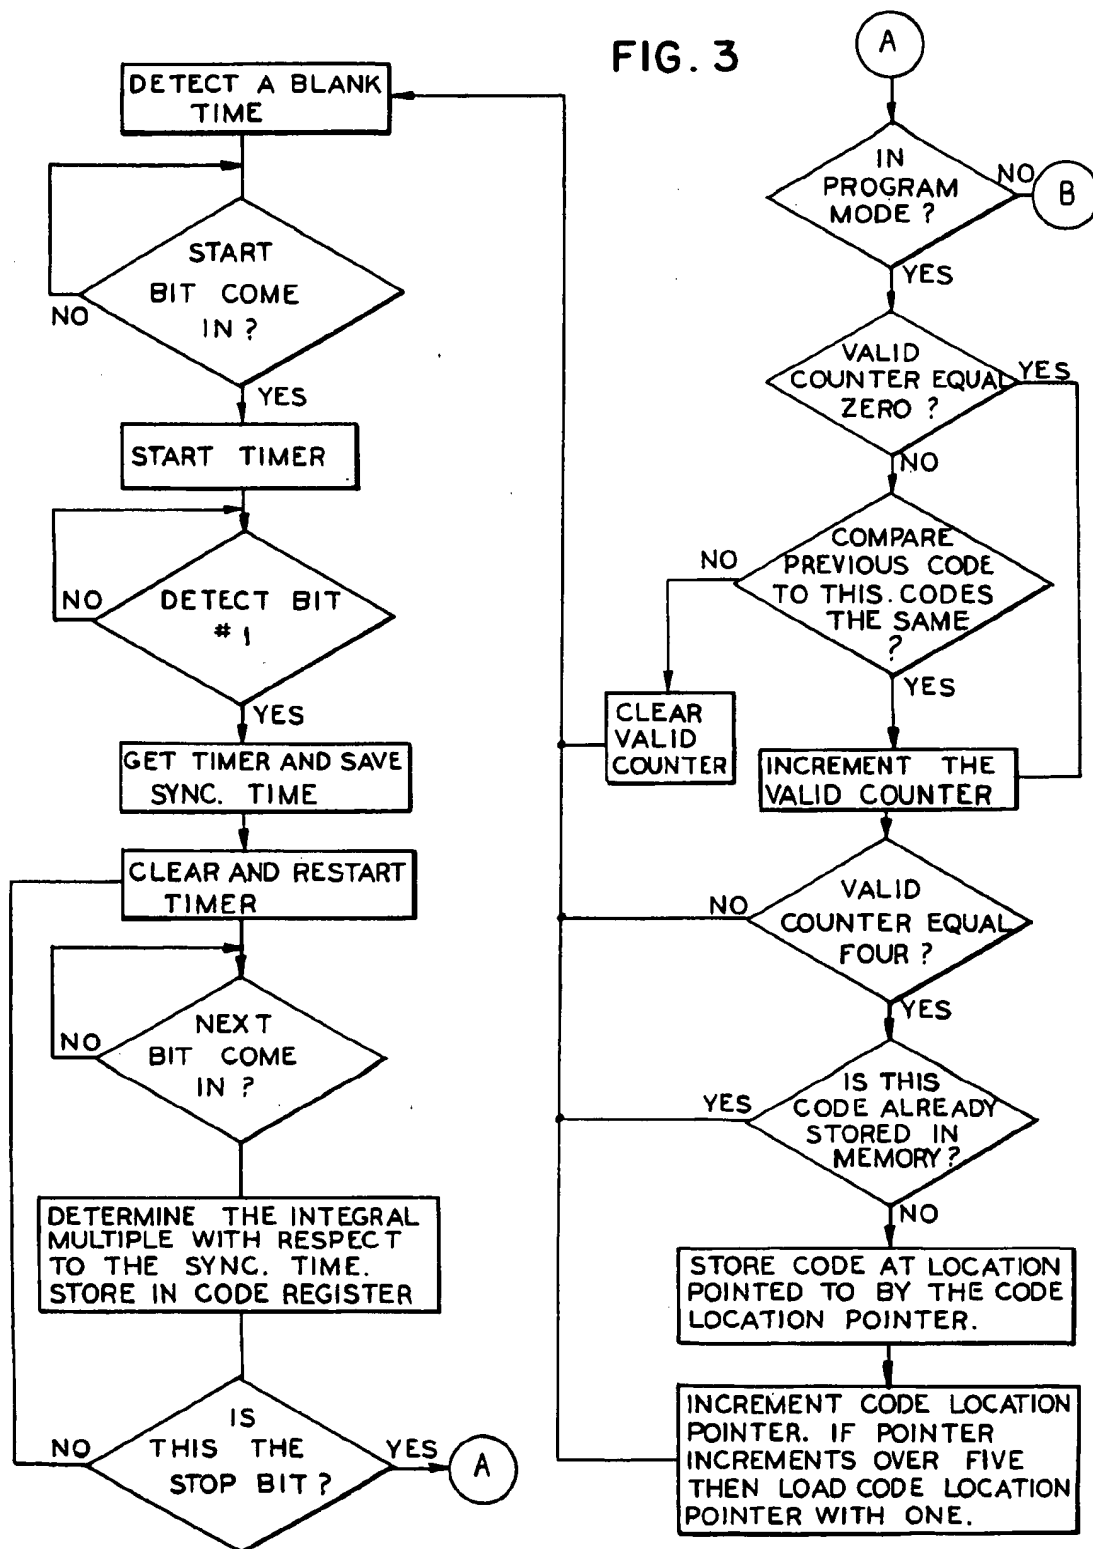 FIG. 3
DETECT A BLANK
TIME
START
BIT COME
IN ?
NO
YES
START TIMER
DETECT BIT
# 1
NO
YES
GET TIMER AND SAVE
SYNC. TIME
CLEAR AND RESTART
TIMER
NEXT
BIT COME
IN ?
NO
DETERMINE THE INTEGRAL
MULTIPLE WITH RESPECT
TO THE SYNC. TIME.
STORE IN CODE REGISTER
IS
THIS THE
STOP BIT ?
NO
YES
A
A
IN
PROGRAM
MODE ?
NO
B
YES
VALID
COUNTER EQUAL
ZERO ?
YES
NO
COMPARE
PREVIOUS CODE
TO THIS. CODES
THE SAME
?
NO
YES
CLEAR
VALID
COUNTER
INCREMENT THE
VALID COUNTER
VALID
COUNTER EQUAL
FOUR ?
NO
YES
IS THIS
CODE ALREADY
STORED IN
MEMORY ?
YES
NO
STORE CODE AT LOCATION
POINTED TO BY THE CODE
LOCATION POINTER.
INCREMENT CODE LOCATION
POINTER. IF POINTER
INCREMENTS OVER FIVE
THEN LOAD CODE LOCATION
POINTER WITH ONE.